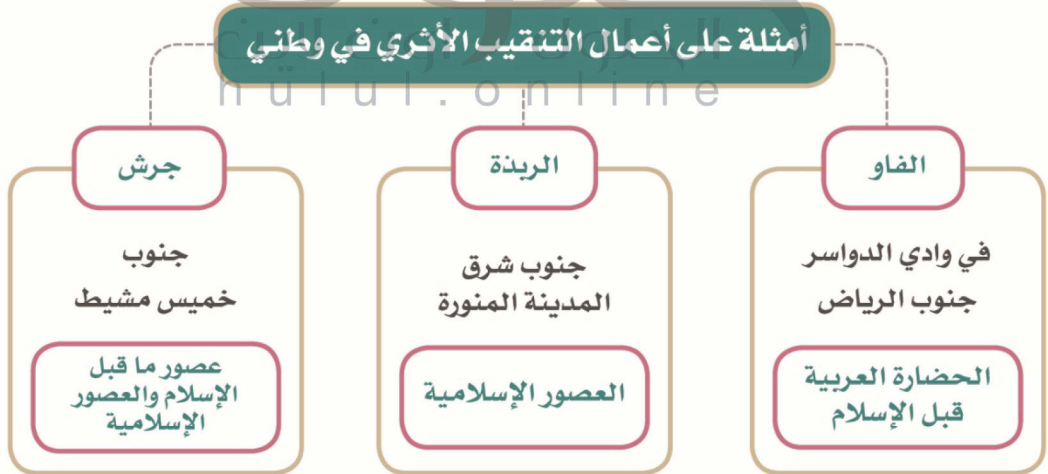 أمثلة على أعمال التنقيب الأثري في وطني
hulul.online
الفاو
في وادي الدواسر
جنوب الرياض
الحضارة العربية
قبل الإسلام
الربذة
جنوب شرق
المدينة المنورة
العصور الإسلامية
جرش
جنوب
خميس مشيط
عصور ما قبل
الإسلام والعصور
الإسلامية